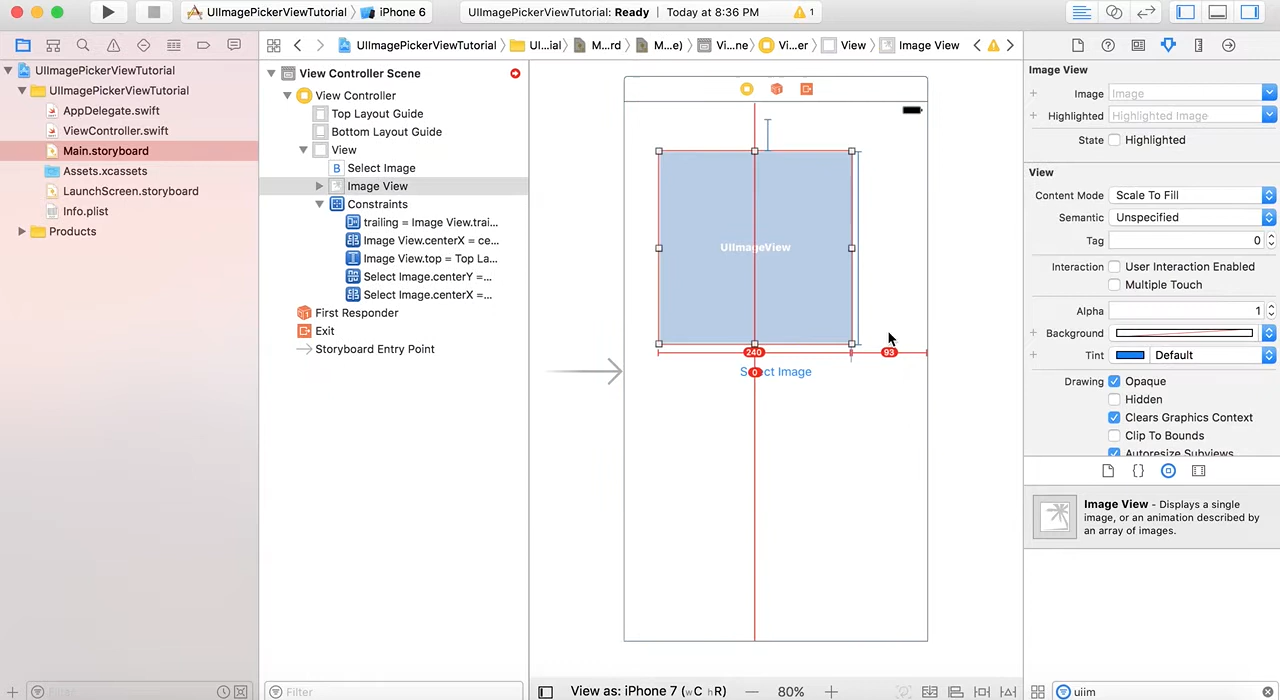 UIImagePickerViewTutorial
iPhone 6
UIImagePickerViewTutorial: Ready
Today at 8:36 PM
1
UIImagePickerViewTutorial
U...ial
M...rd
M...e)
Vi...ne
V...er
View
Image View
UIImagePickerViewTutorial
UIImagePickerViewTutorial
AppDelegate.swift
ViewController.swift
Main.storyboard
Assets.xcassets
LaunchScreen.storyboard
Info.plist
Products
Filter
View Controller Scene
View Controller
Top Layout Guide
Bottom Layout Guide
View
B Select Image
Image View
Constraints
trailing = Image View.trai...
Image View.centerX = ce...
Image View.top = Top La...
Select Image.centerY =...
Select Image.centerX =...
First Responder
Exit
Storyboard Entry Point
Filter
UIImageView
240
93
0
Select Image
View as: iPhone 7 (wC hR)
80%
Image View
Image
Image
Highlighted
Highlighted Image
State
Highlighted
View
Content Mode
Scale To Fill
Semantic
Unspecified
Tag
0
Interaction
User Interaction Enabled
Multiple Touch
Alpha
1
Background
Tint
Default
Drawing
Opaque
Hidden
Clears Graphics Context
Clip To Bounds
Autoresize Subviews
Image View - Displays a single
image, or an animation described by
an array of images.
uiim